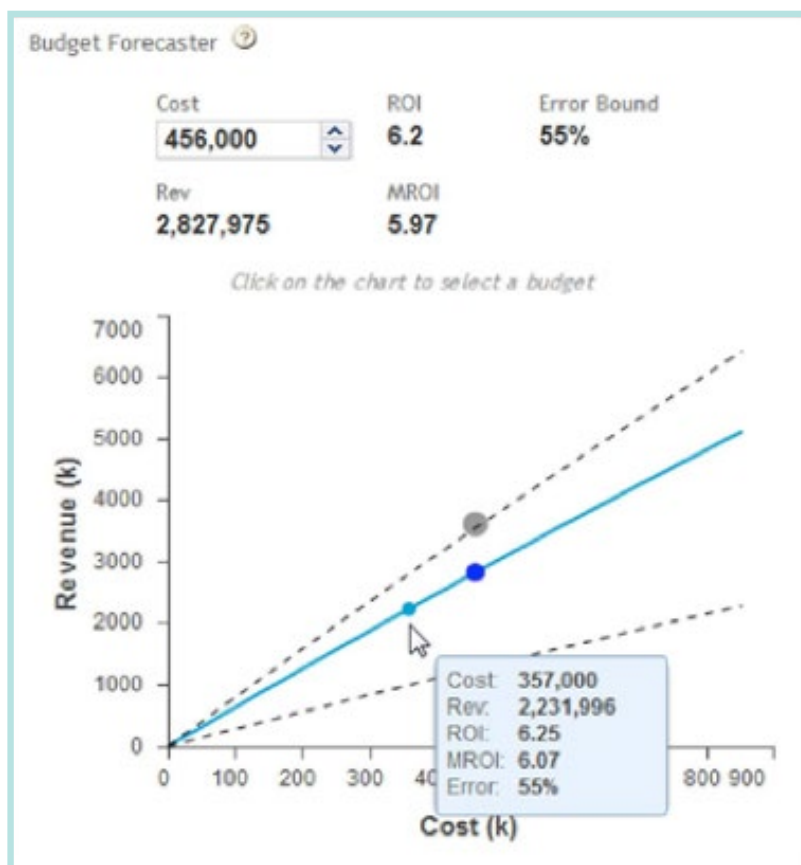 Budget Forecaster ?
Cost ROI Error Bound
456,000 6.2 55%
Rev MROI
2,827,975 5.97
Click on the chart to select a budget
7000
6000
5000
4000
3000
2000
1000
0
Revenue (k)
Cost: 357,000
Rev: 2,231,996
ROI: 6.25
MROI: 6.07
Error: 55%
0 100 200 300 40 800 900
Cost (k)